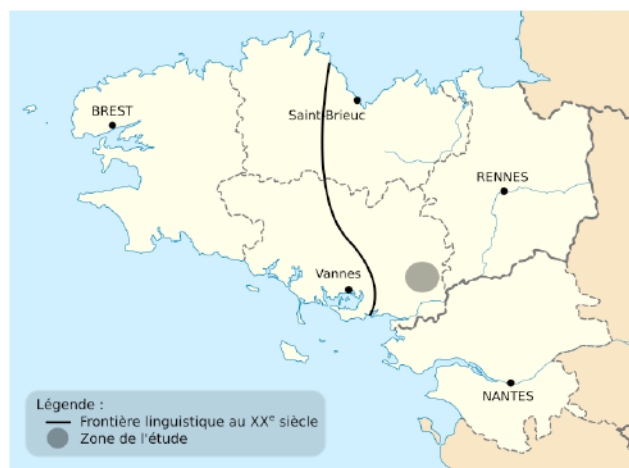 BREST
Saint-Brieuc
RENNES
Vannes
NANTES
Légende :
Frontière linguistique au XXe siècle
Zone de l'étude